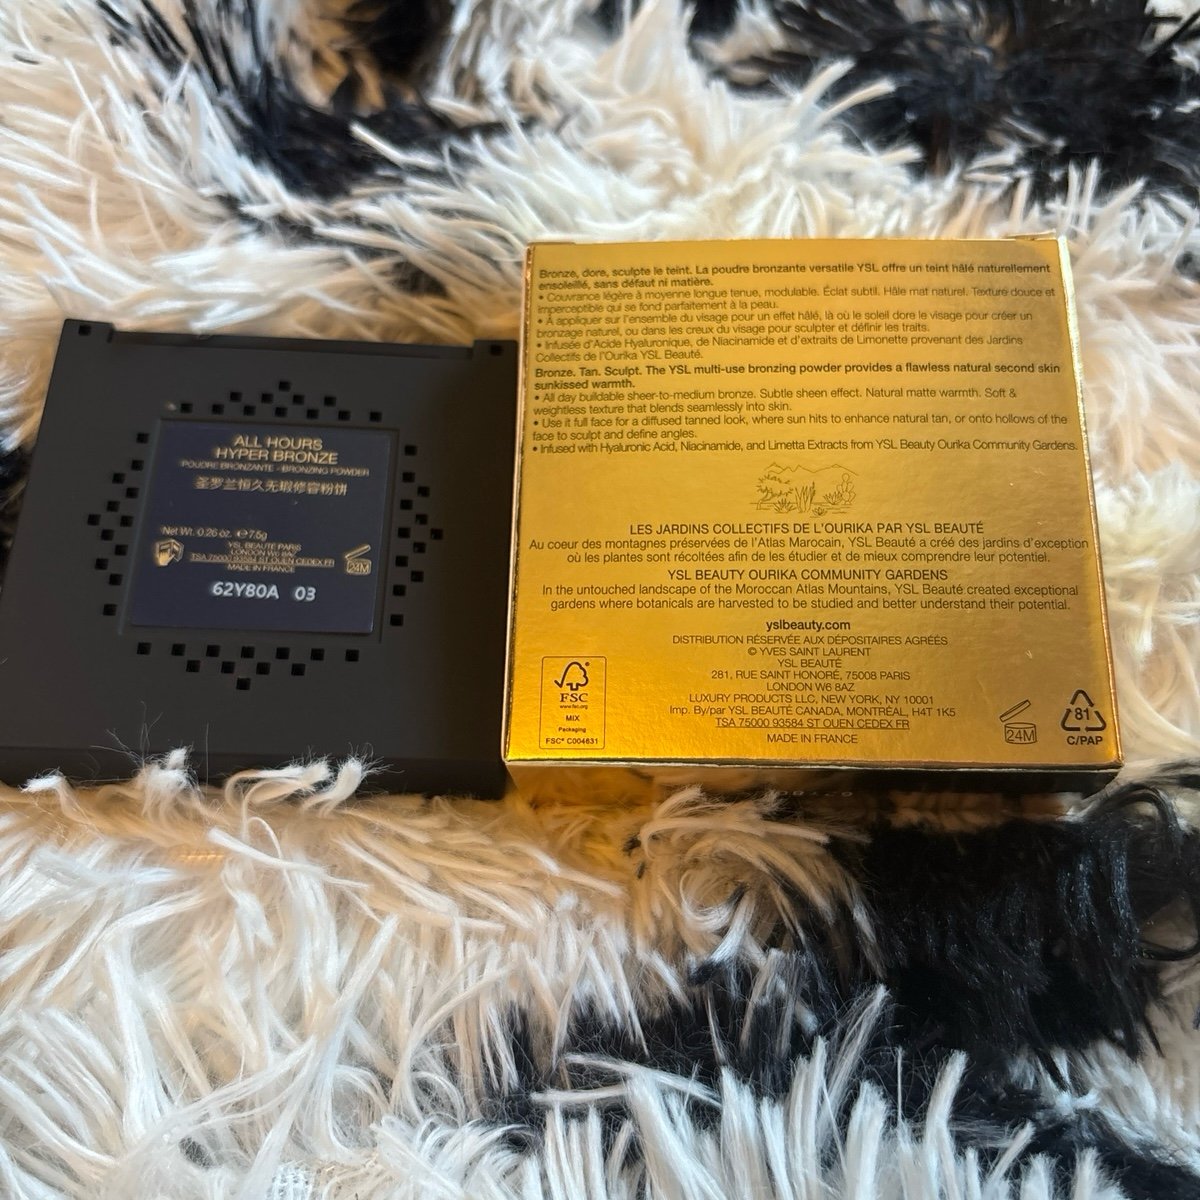 ALL HOURS
HYPER BRONZE
POUDRE BRONZANTE - BRONZING POWDER
圣罗兰恒久无瑕修容粉饼
Net Wt. 0.26 oz. ℮7.5g
YSL BEAUTÉ PARIS
LONDON W6 8AZ
TSA 75000 93584 ST OUEN CEDEX FR
MADE IN FRANCE
24M
62Y80A 03
Bronze, dore, sculpte le teint. La poudre bronzante versatile YSL offre un teint hâlé naturellement
ensoleillé, sans défaut ni matière.
• Couvrance légère à moyenne longue tenue, modulable. Éclat subtil. Hâle mat naturel. Texture douce et
imperceptible qui se fond parfaitement à la peau.
• À appliquer sur l'ensemble du visage pour un effet hâlé, là où le soleil dore le visage pour créer un
bronzage naturel, ou dans les creux du visage pour sculpter et définir les traits.
• Infusée d'Acide Hyaluronique, de Niacinamide et d'extraits de Limonette provenant des Jardins
Collectifs de l'Ourika YSL Beauté.
Bronze. Tan. Sculpt. The YSL multi-use bronzing powder provides a flawless natural second skin
sunkissed warmth.
• All day buildable sheer-to-medium bronze. Subtle sheen effect. Natural matte warmth. Soft &
weightless texture that blends seamlessly into skin.
• Use it full face for a diffused tanned look, where sun hits to enhance natural tan, or onto hollows of the
face to sculpt and define angles.
• Infused with Hyaluronic Acid, Niacinamide, and Limetta Extracts from YSL Beauty Ourika Community Gardens.
LES JARDINS COLLECTIFS DE L'OURIKA PAR YSL BEAUTÉ
Au coeur des montagnes préservées de l'Atlas Marocain, YSL Beauté a créé des jardins d'exception
où les plantes sont récoltées afin de les étudier et de mieux comprendre leur potentiel.
YSL BEAUTY OURIKA COMMUNITY GARDENS
In the untouched landscape of the Moroccan Atlas Mountains, YSL Beauté created exceptional
gardens where botanicals are harvested to be studied and better understand their potential.
yslbeauty.com
DISTRIBUTION RÉSERVÉE AUX DÉPOSITAIRES AGRÉÉS
© YVES SAINT LAURENT
YSL BEAUTÉ
281, RUE SAINT HONORÉ, 75008 PARIS
LONDON W6 8AZ
LUXURY PRODUCTS LLC, NEW YORK, NY 10001
Imp. By/par YSL BEAUTÉ CANADA, MONTRÉAL, H4T 1K5
TSA 75000 93584 ST OUEN CEDEX FR
MADE IN FRANCE
FSC
www.fsc.org
MIX
Packaging
FSC® C004631
24M
81
C/PAP